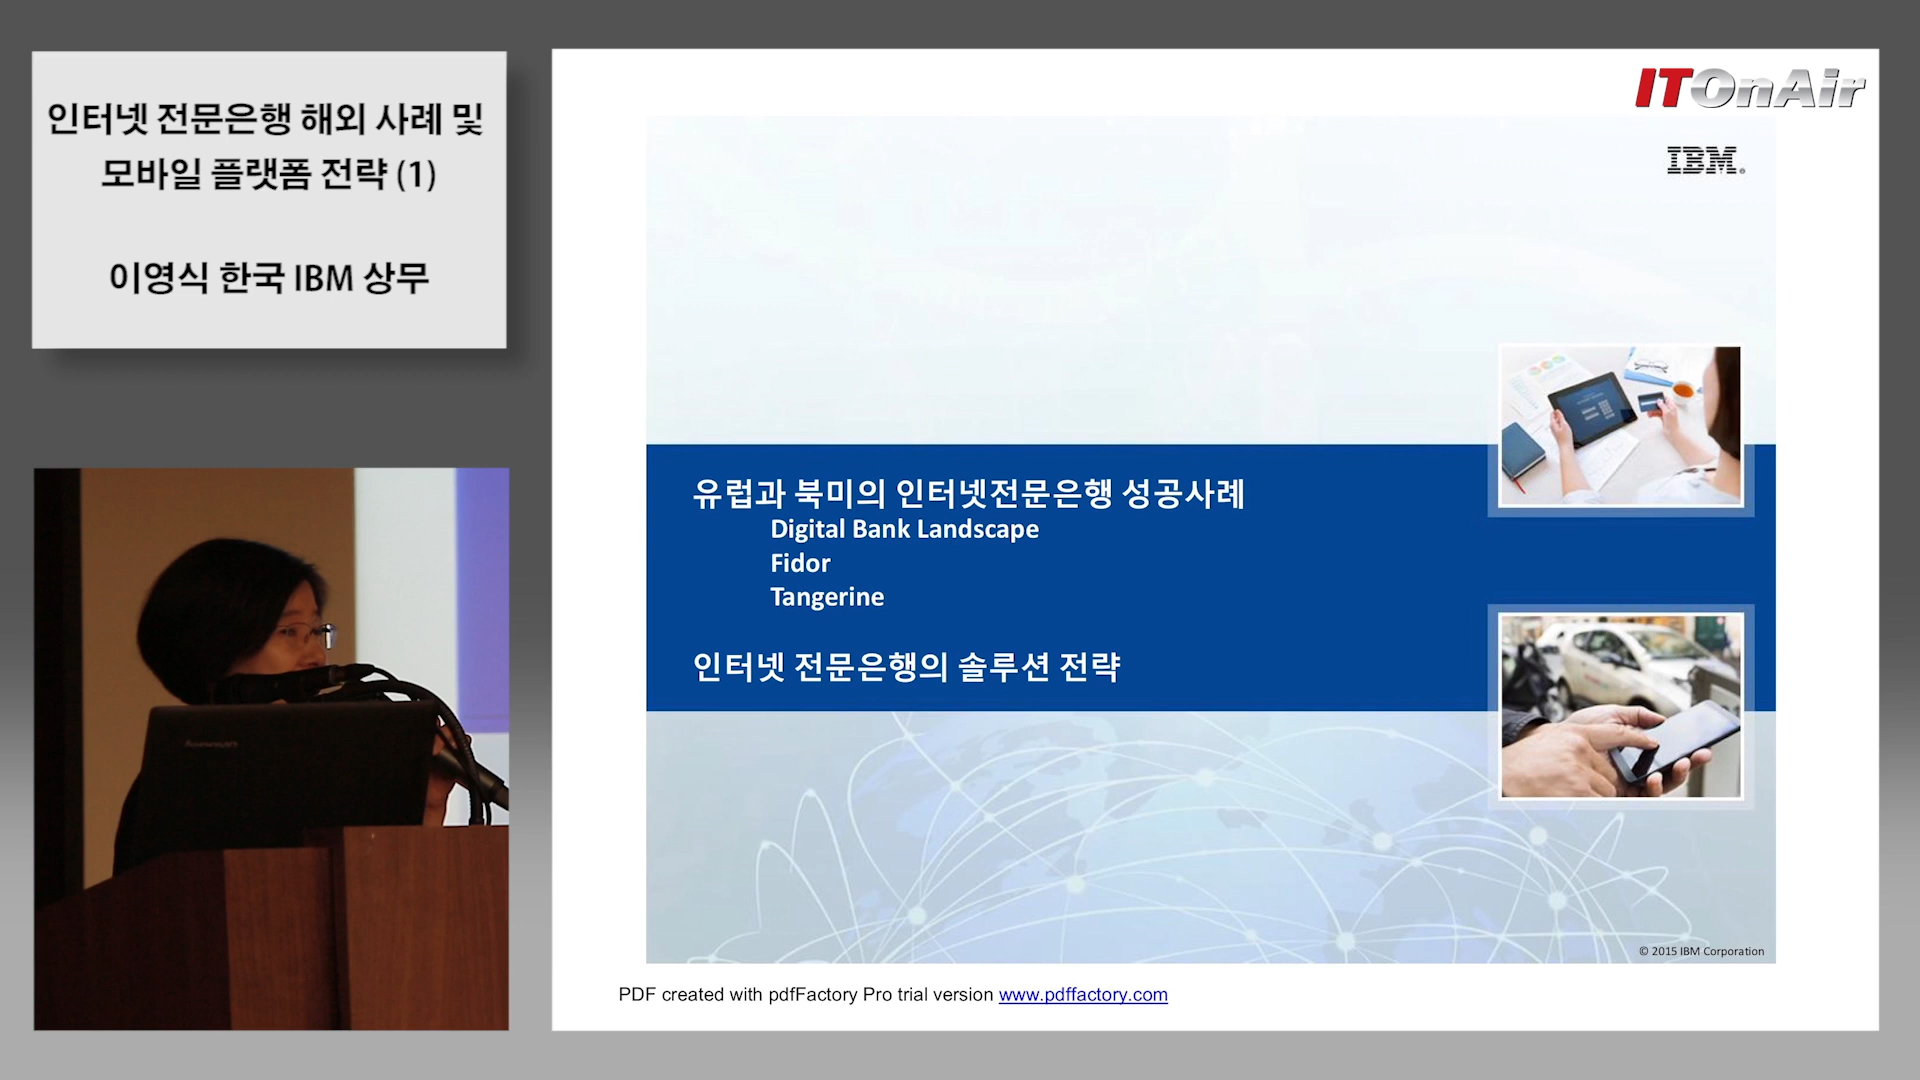 인터넷 전문은행 해외 사례 및
모바일 플랫폼 전략 (1)
이영식 한국 IBM 상무
ITOnAir
IBM
유럽과 북미의 인터넷전문은행 성공사례
Digital Bank Landscape
Fidor
Tangerine
인터넷 전문은행의 솔루션 전략
© 2015 IBM Corporation
PDF created with pdfFactory Pro trial version www.pdffactory.com